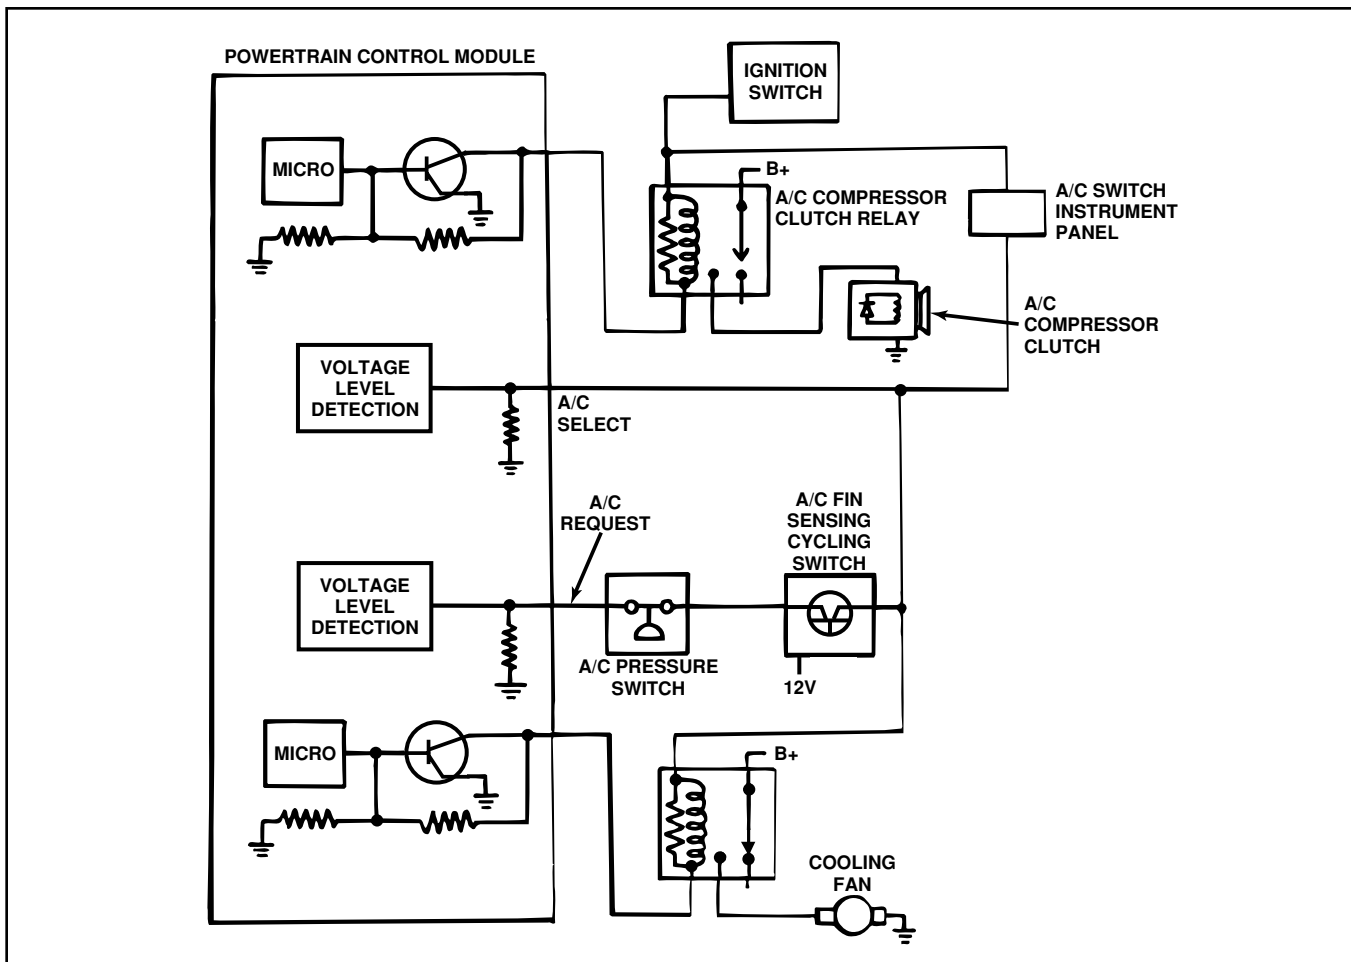 POWERTRAIN CONTROL MODULE
IGNITION
SWITCH
MICRO
B+
A/C COMPRESSOR
CLUTCH RELAY
A/C SWITCH
INSTRUMENT
PANEL
A/C
COMPRESSOR
CLUTCH
VOLTAGE
LEVEL
DETECTION
A/C
SELECT
A/C
REQUEST
A/C FIN
SENSING
CYCLING
SWITCH
VOLTAGE
LEVEL
DETECTION
A/C PRESSURE
SWITCH
12V
MICRO
B+
COOLING
FAN